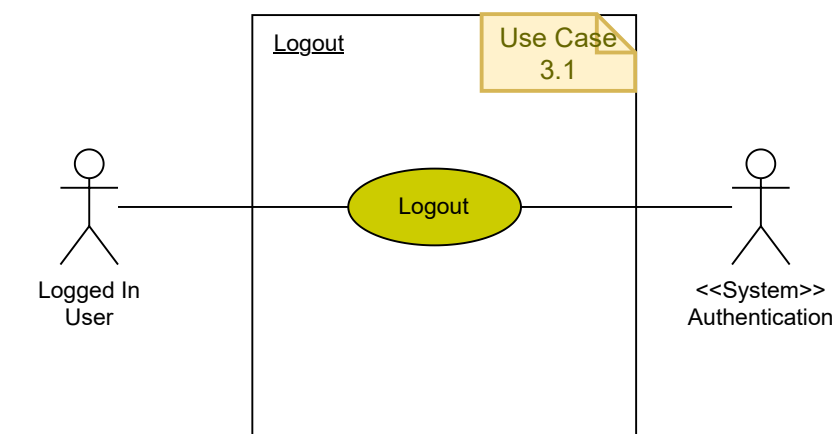 Logout
Use Case
3.1
Logout
Logged In
User
<<System>>
Authentication